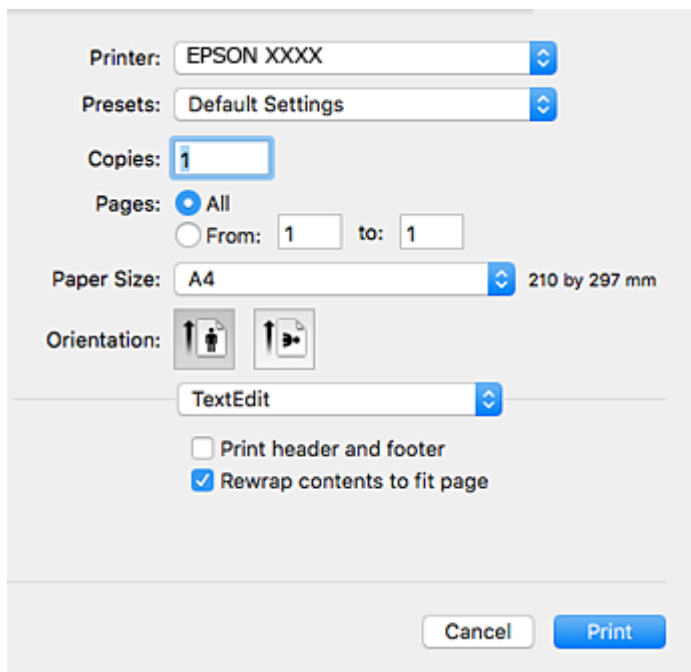 Printer: EPSON XXXX
Presets: Default Settings
Copies: 1
Pages: All
From: 1 to: 1
Paper Size: A4 210 by 297 mm
Orientation:
TextEdit
Print header and footer
Rewrap contents to fit page
Cancel Print